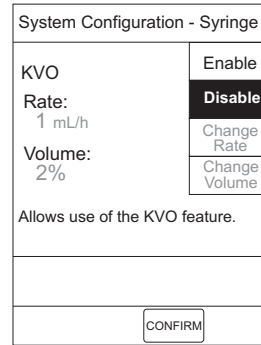 System Configuration - Syringe
KVO
Rate:
1 mL/h
Volume:
2%
Enable
Disable
Change
Rate
Change
Volume
Allows use of the KVO feature.
CONFIRM